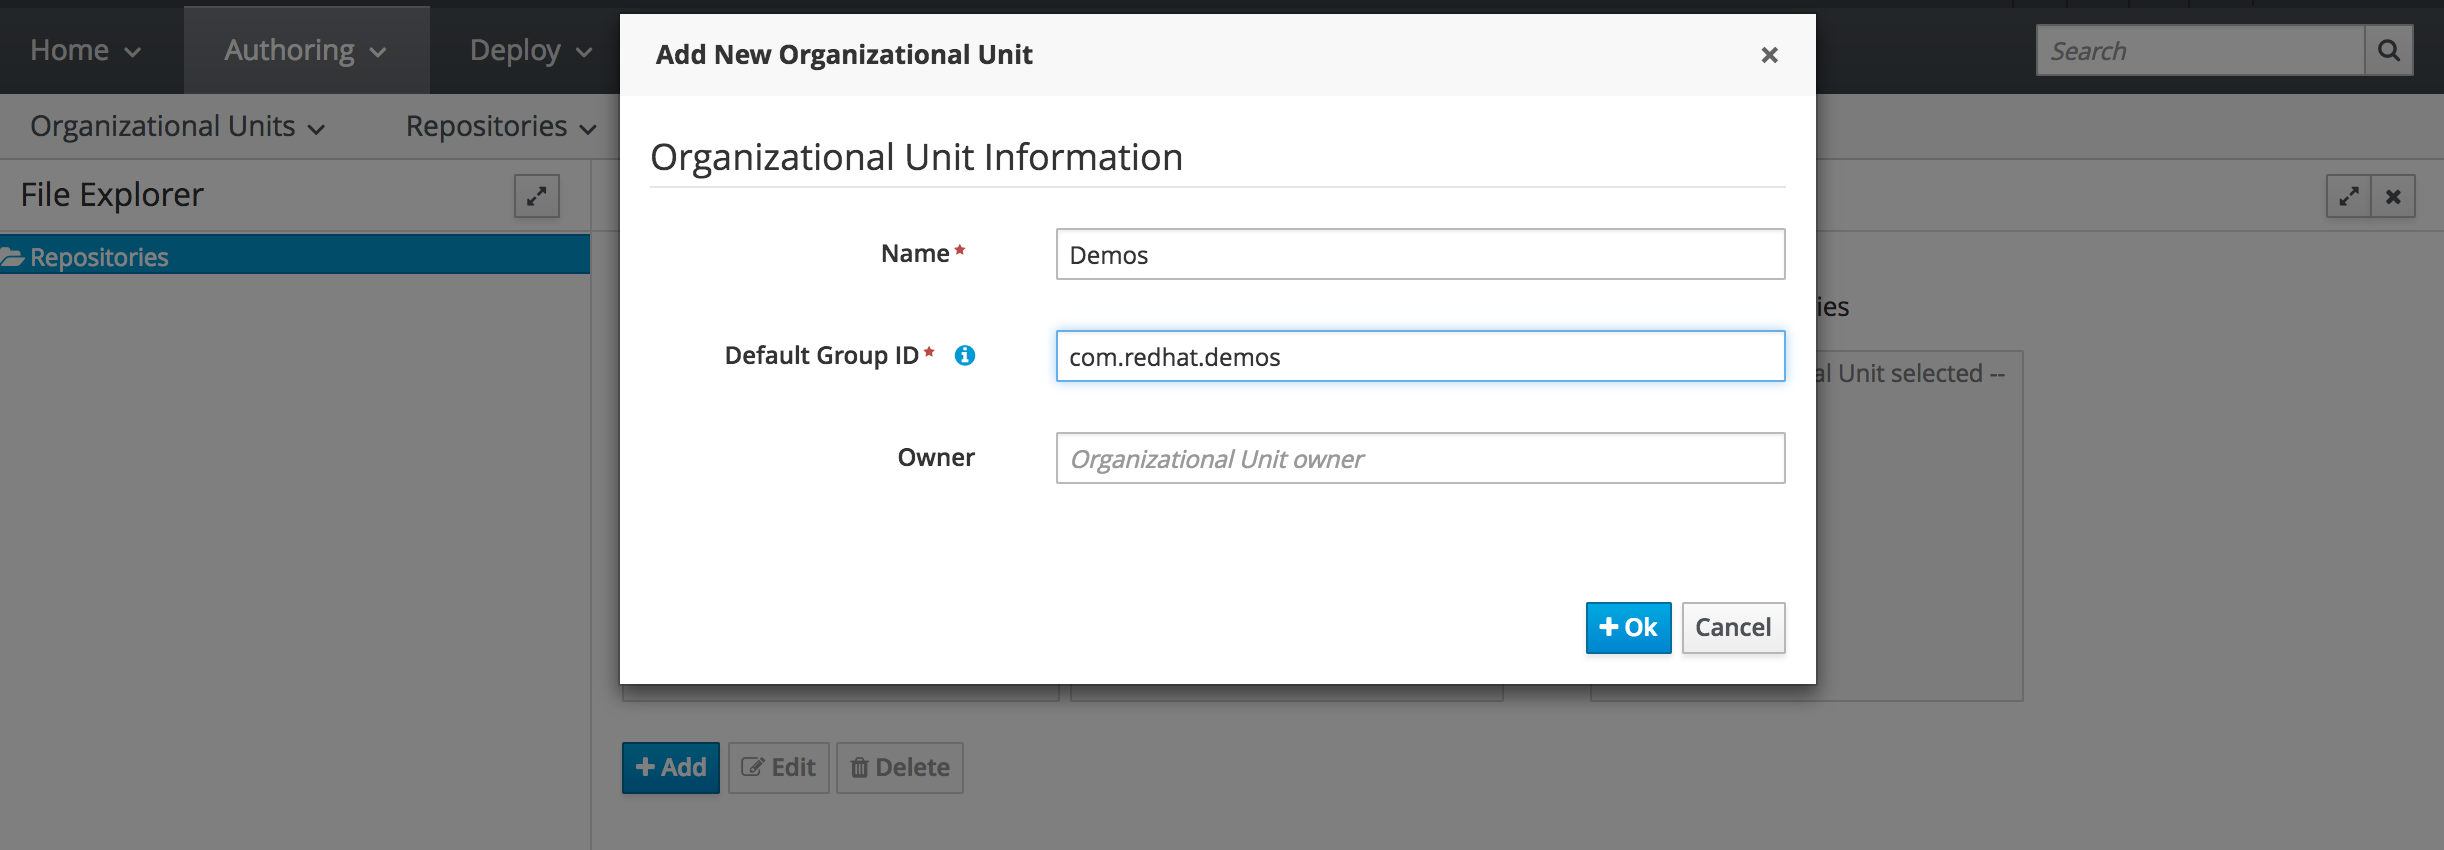 Home
Authoring
Deploy
Search
Organizational Units
Repositories
File Explorer
Repositories
Add New Organizational Unit
Organizational Unit Information
Name *
Demos
Default Group ID *
com.redhat.demos
Owner
Organizational Unit owner
+ Ok
Cancel
ies
al Unit selected --
+ Add
Edit
Delete